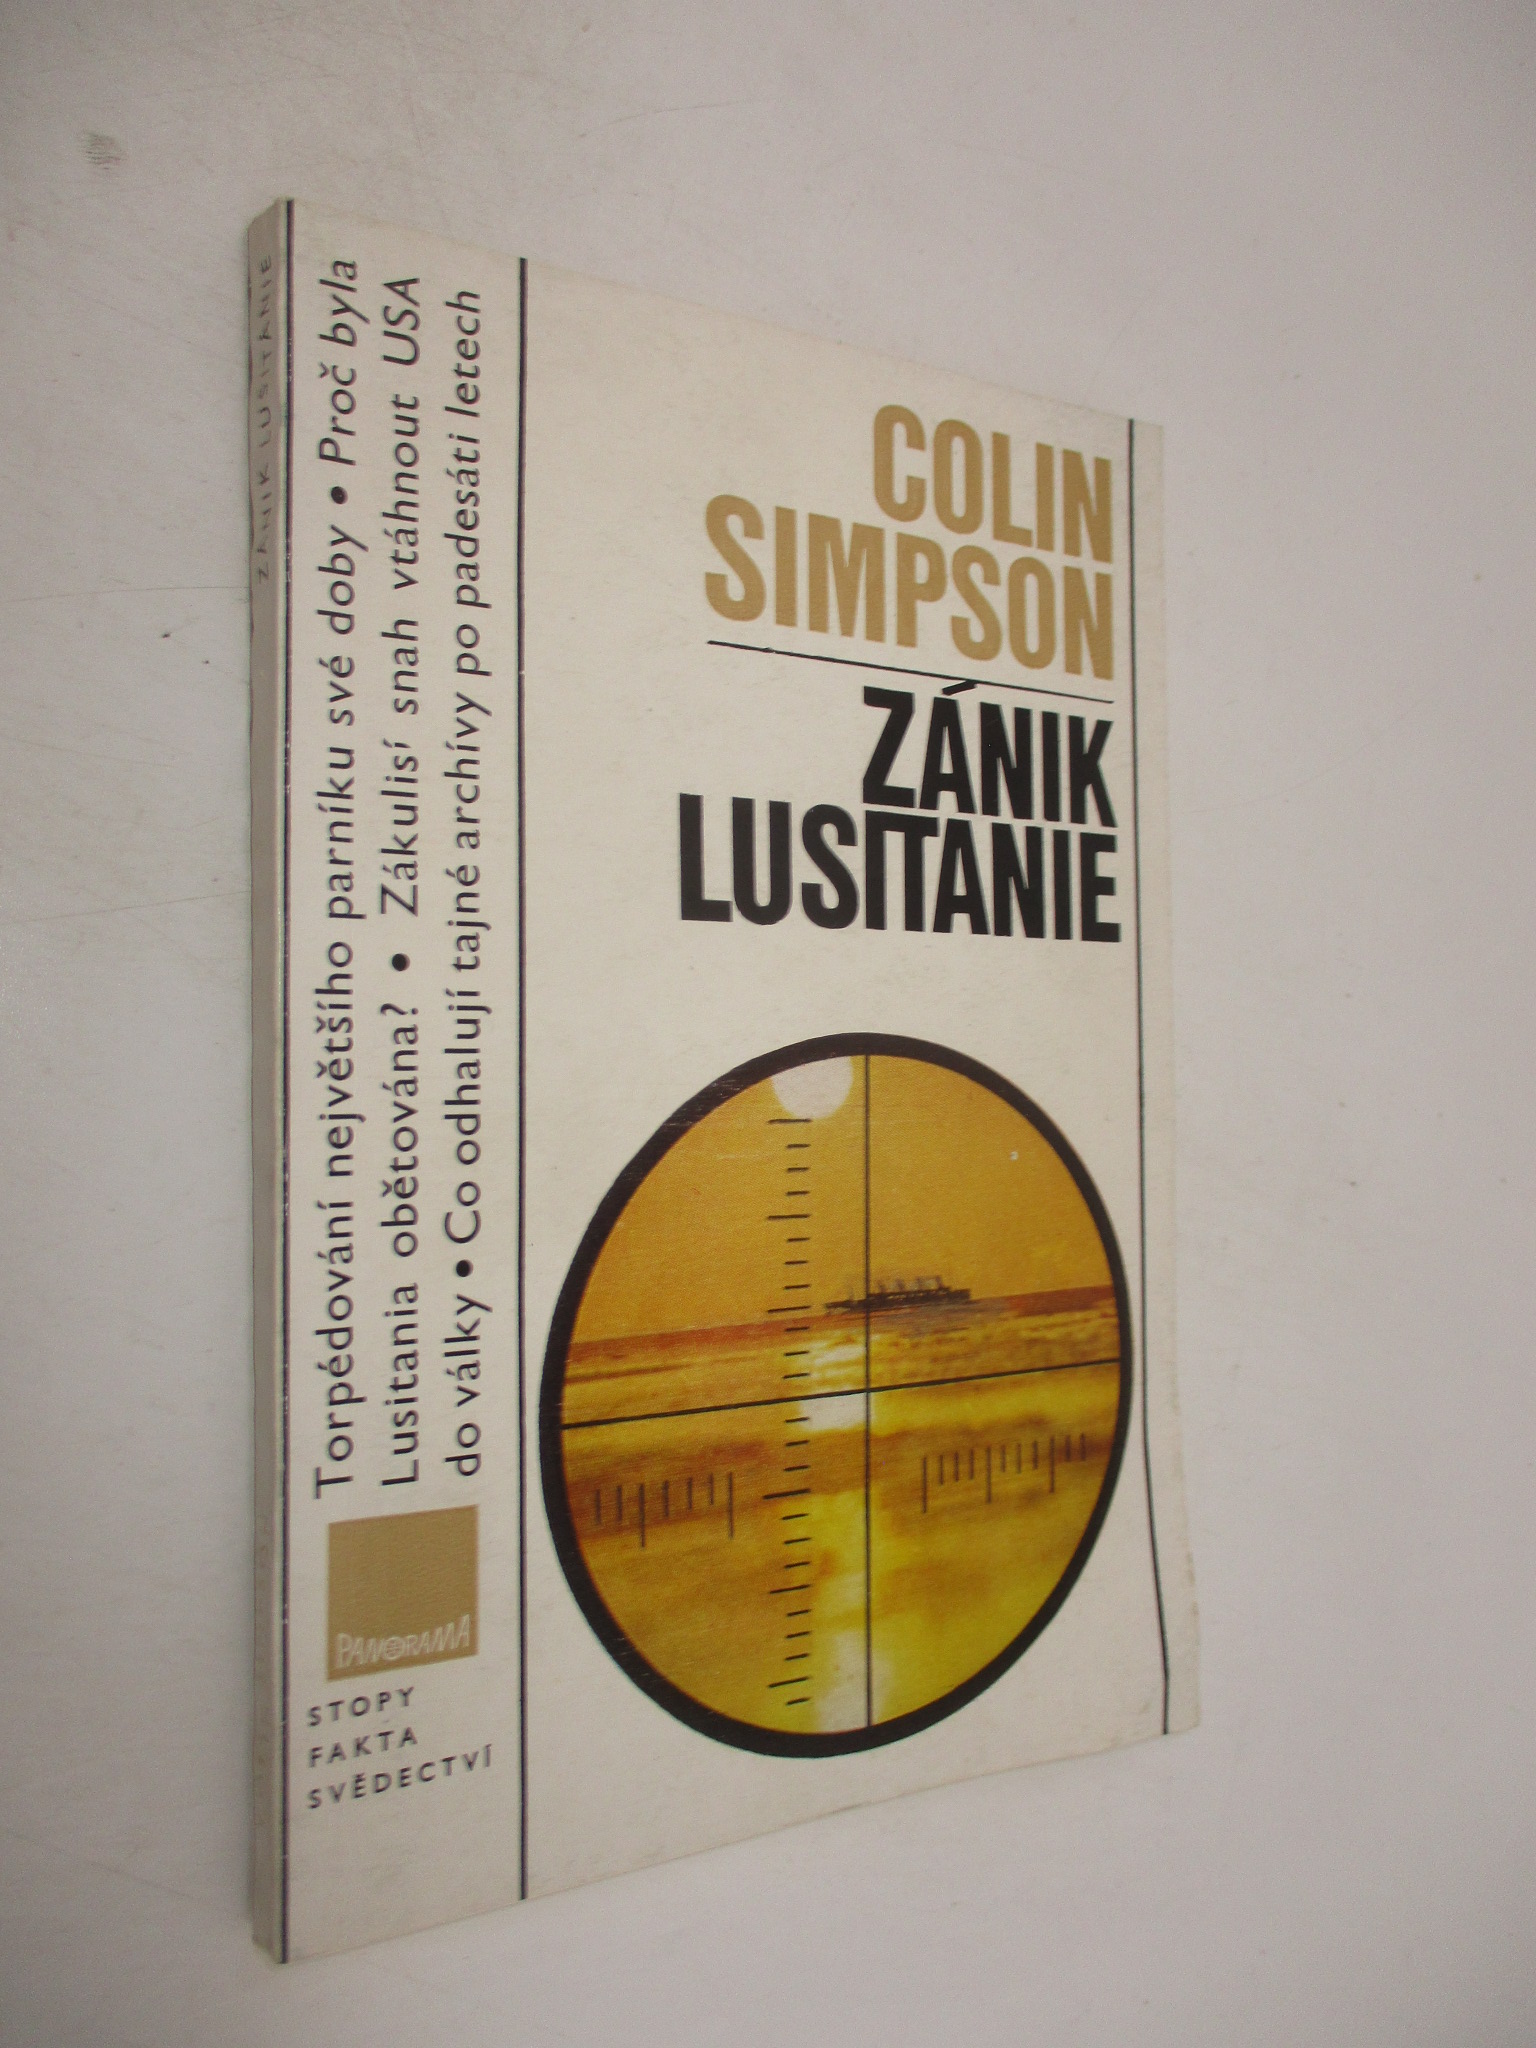 ZÁNIK LUSITANIE
Torpédování největšího parníku své doby • Proč byla
Lusitania obětována? • Zákulisí snah vtáhnout USA
do války • Co odhalují tajné archívy po padesáti letech
PANORAMA
STOPY
FAKTA
SVĚDECTVÍ
COLIN
SIMPSON
ZÁNIK
LUSITANIE